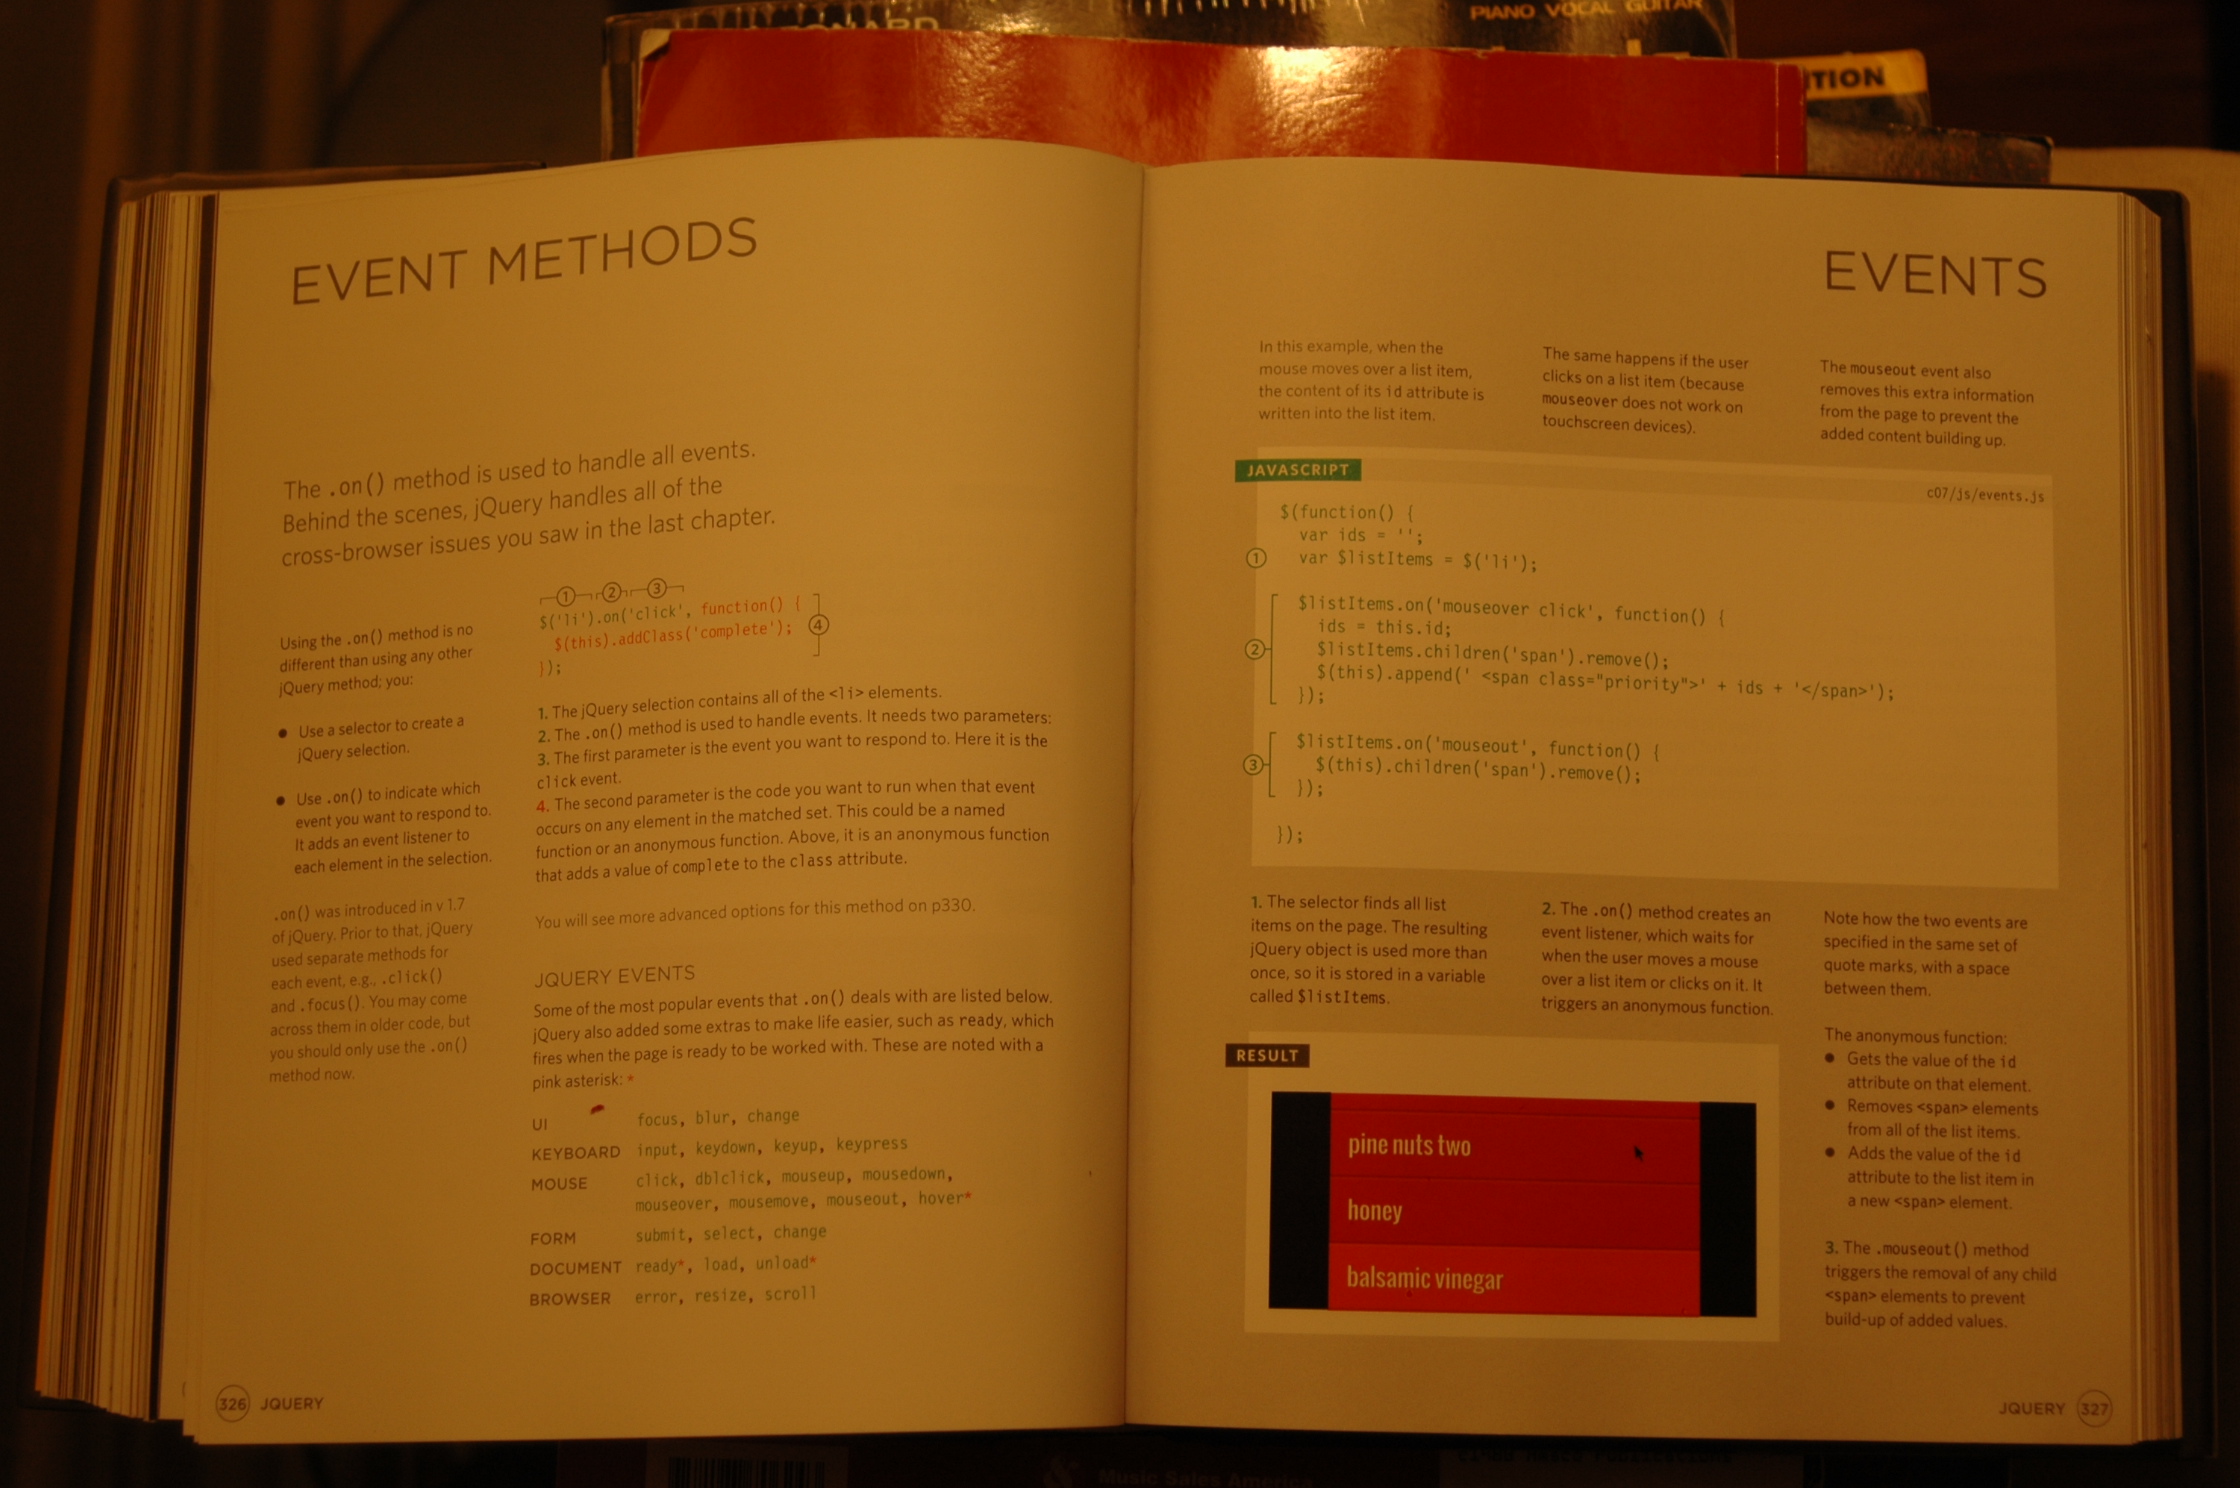 PIANO VOCAL GUITAR
EVENT METHODS
The .on() method is used to handle all events.
Behind the scenes, jQuery handles all of the
cross-browser issues you saw in the last chapter.
Using the .on() method is no
different than using any other
jQuery method; you:
● Use a selector to create a
jQuery selection.
● Use .on() to indicate which
event you want to respond to.
It adds an event listener to
each element in the selection.
.on() was introduced in v 1.7
of jQuery. Prior to that, jQuery
used separate methods for
each event, e.g., .click()
and .focus(). You may come
across them in older code, but
you should only use the .on()
method now.
1 2 3
$('li').on('click', function() {
$(this).addClass('complete');
});
4
1. The jQuery selection contains all of the <li> elements.
2. The .on() method is used to handle events. It needs two parameters:
3. The first parameter is the event you want to respond to. Here it is the
click event.
4. The second parameter is the code you want to run when that event
occurs on any element in the matched set. This could be a named
function or an anonymous function. Above, it is an anonymous function
that adds a value of complete to the class attribute.
You will see more advanced options for this method on p330.
JQUERY EVENTS
Some of the most popular events that .on() deals with are listed below.
jQuery also added some extras to make life easier, such as ready, which
fires when the page is ready to be worked with. These are noted with a
pink asterisk: *
UI focus, blur, change
KEYBOARD input, keydown, keyup, keypress
MOUSE click, dblclick, mouseup, mousedown,
mouseover, mousemove, mouseout, hover*
FORM submit, select, change
DOCUMENT ready*, load, unload*
BROWSER error, resize, scroll
326 JQUERY
EVENTS
In this example, when the
mouse moves over a list item,
the content of its id attribute is
written into the list item.
The same happens if the user
clicks on a list item (because
mouseover does not work on
touchscreen devices).
The mouseout event also
removes this extra information
from the page to prevent the
added content building up.
JAVASCRIPT
c07/js/events.js
$(function() {
var ids = '';
1 var $listItems = $('li');
$listItems.on('mouseover click', function() {
ids = this.id;
2 $listItems.children('span').remove();
$(this).append(' <span class="priority">' + ids + '</span>');
});
$listItems.on('mouseout', function() {
3 $(this).children('span').remove();
});
});
1. The selector finds all list
items on the page. The resulting
jQuery object is used more than
once, so it is stored in a variable
called $listItems.
2. The .on() method creates an
event listener, which waits for
when the user moves a mouse
over a list item or clicks on it. It
triggers an anonymous function.
Note how the two events are
specified in the same set of
quote marks, with a space
between them.
The anonymous function:
● Gets the value of the id
attribute on that element.
● Removes <span> elements
from all of the list items.
● Adds the value of the id
attribute to the list item in
a new <span> element.
3. The .mouseout() method
triggers the removal of any child
<span> elements to prevent
build-up of added values.
RESULT
pine nuts two
honey
balsamic vinegar
JQUERY 327
Music Sales America